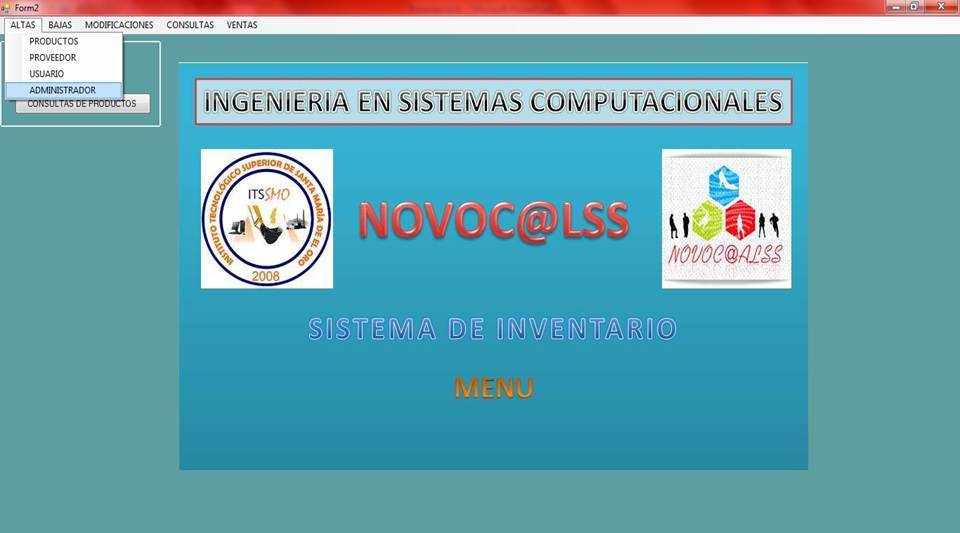 Form2
ALTAS BAJAS MODIFICACIONES CONSULTAS VENTAS
PRODUCTOS
PROVEEDOR
USUARIO
ADMINISTRADOR
CONSULTAS DE PRODUCTOS
INGENIERIA EN SISTEMAS COMPUTACIONALES
INSTITUTO TECNOLÓGICO SUPERIOR DE SANTA MARÍA DE EL ORO
ITSSMO
2008
NOVOC@LSS
NOVOC@ALSS
SISTEMA DE INVENTARIO
MENU